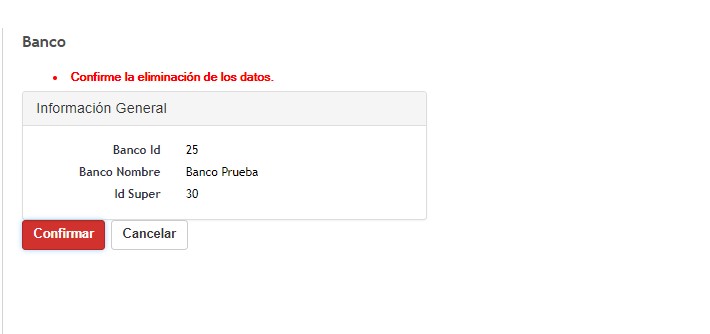 Banco
• Confirme la eliminación de los datos.
Información General
Banco Id 25
Banco Nombre Banco Prueba
Id Super 30
Confirmar Cancelar